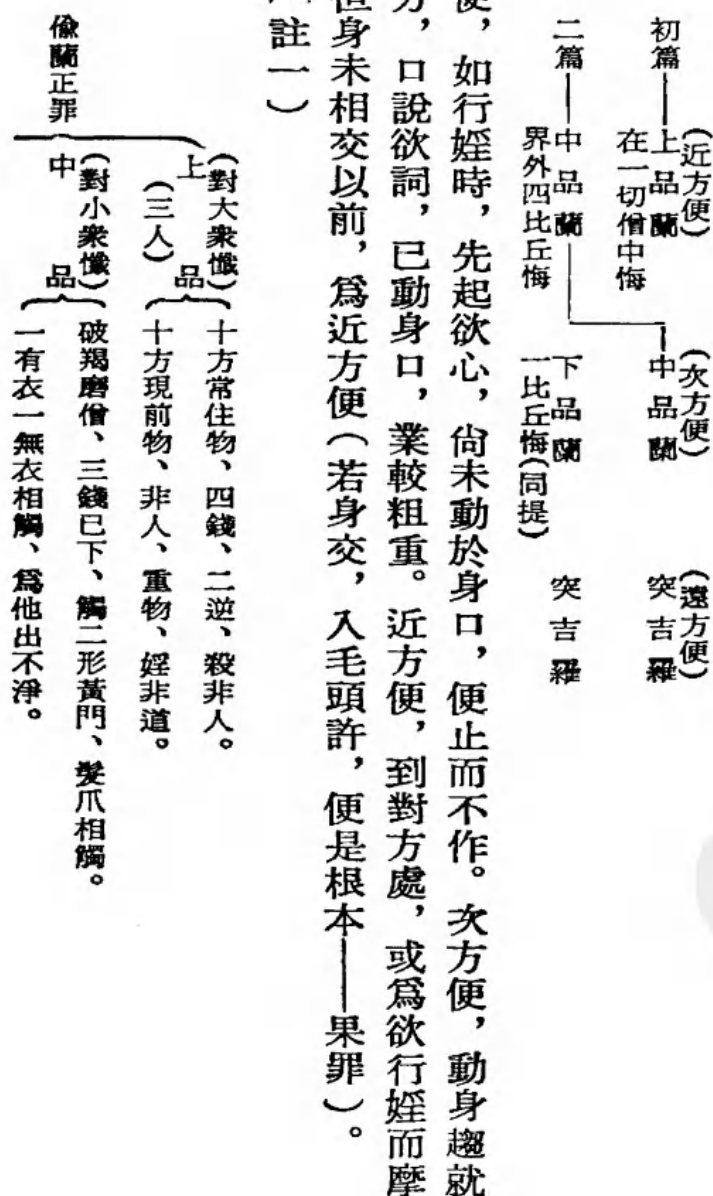 (近方便) (次方便) (遠方便)
初篇——上品蘭 中品蘭 突吉羅
在一切僧中悔
二篇——中品蘭 下品蘭 突吉羅
界外四比丘悔 一比丘悔(同提)
便，如行婬時，先起欲心，尚未動於身口，便止而不作。次方便，動身趨就
方，口說欲詞，已動身口，業較粗重。近方便，到對方處，或爲欲行婬而摩
但身未相交以前，爲近方便（若身交，入毛頭許，便是根本——果罪）。
註一）
偸蘭正罪
(對大衆懺)
上品
(三人)
十方常住物、四錢、二逆、殺非人。
十方現前物、非人、重物、婬非道。
(對小衆懺)
中品
破羯磨僧、三錢已下、觸二形黃門、髮爪相觸。
一有衣一無衣相觸、爲他出不淨。